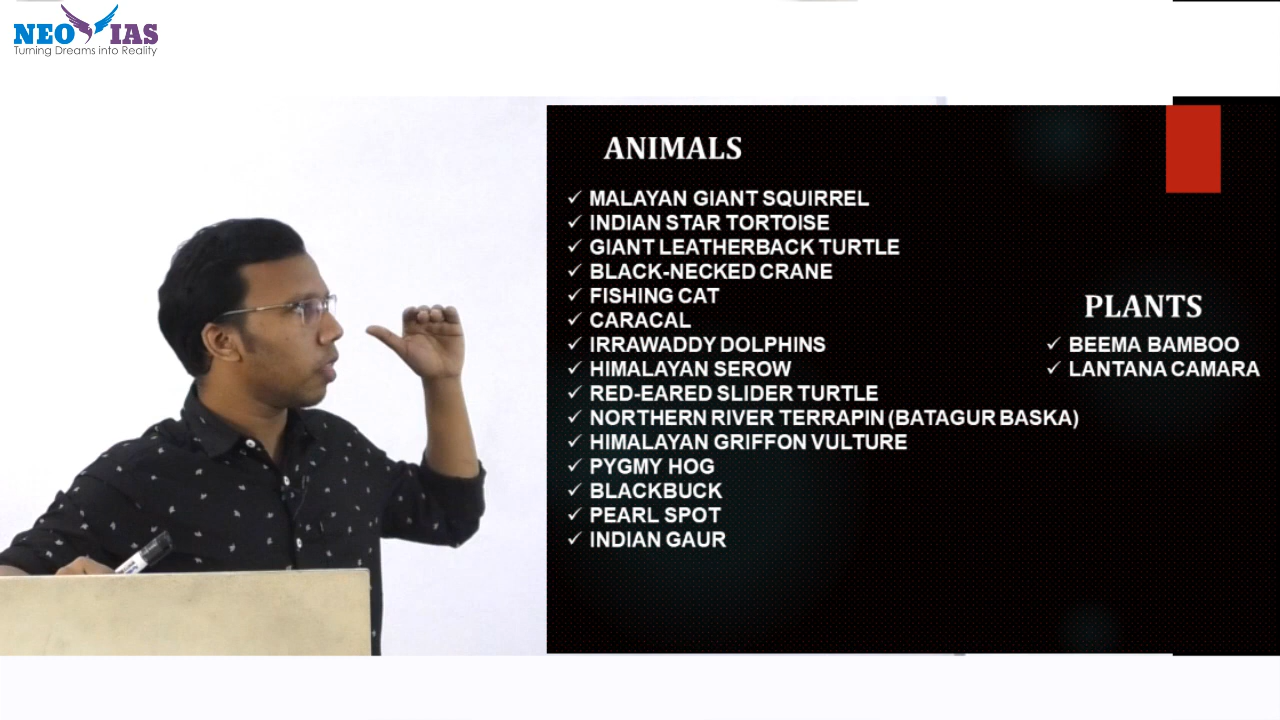 NEO IAS
Turning Dreams into Reality
ANIMALS
MALAYAN GIANT SQUIRREL
INDIAN STAR TORTOISE
GIANT LEATHERBACK TURTLE
BLACK-NECKED CRANE
FISHING CAT
CARACAL
IRRAWADDY DOLPHINS
HIMALAYAN SEROW
RED-EARED SLIDER TURTLE
NORTHERN RIVER TERRAPIN (BATAGUR BASKA)
HIMALAYAN GRIFFON VULTURE
PYGMY HOG
BLACKBUCK
PEARL SPOT
INDIAN GAUR
PLANTS
BEEMA BAMBOO
LANTANA CAMARA